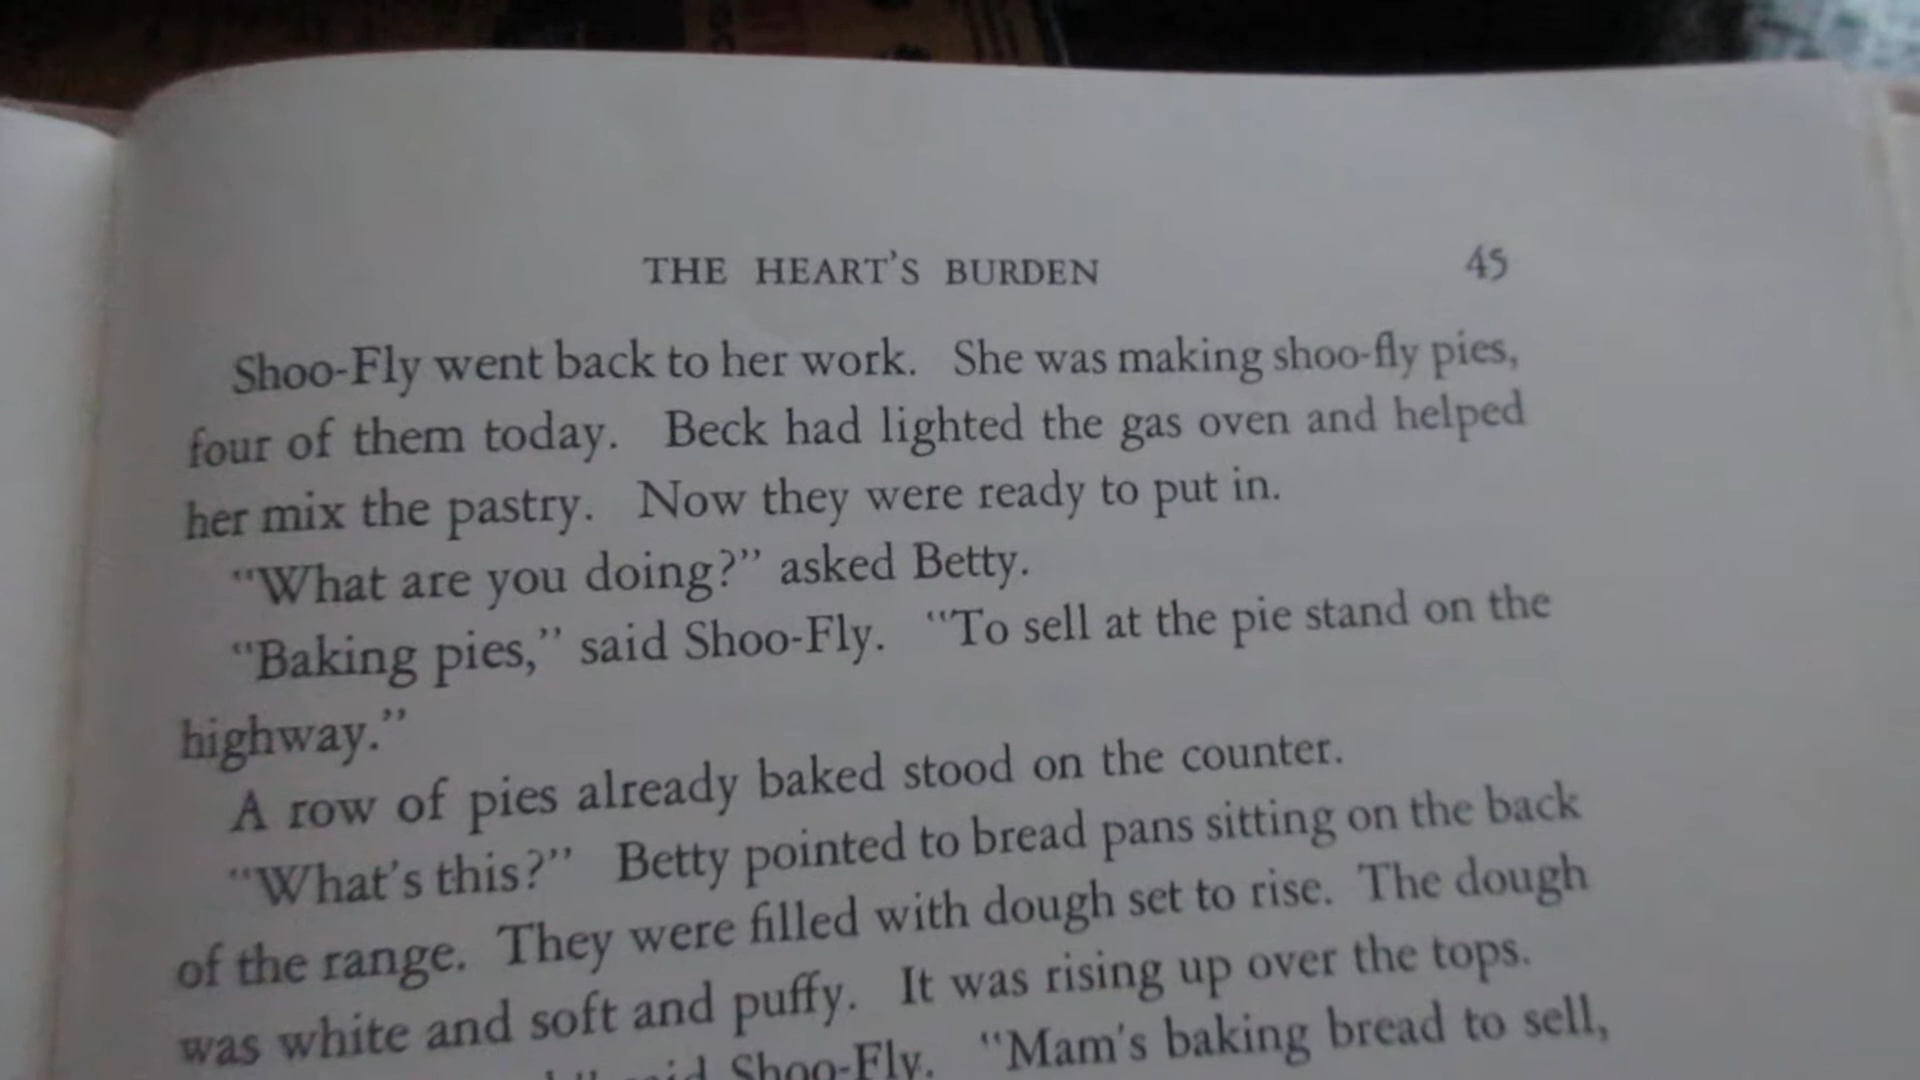 THE HEART'S BURDEN 45
Shoo-Fly went back to her work. She was making shoo-fly pies,
four of them today. Beck had lighted the gas oven and helped
her mix the pastry. Now they were ready to put in.
“What are you doing?” asked Betty.
“Baking pies,” said Shoo-Fly. “To sell at the pie stand on the
highway.”
A row of pies already baked stood on the counter.
“What's this?” Betty pointed to bread pans sitting on the back
of the range. They were filled with dough set to rise. The dough
was white and soft and puffy. It was rising up over the tops.
said Shoo-Fly. “Mam's baking bread to sell,